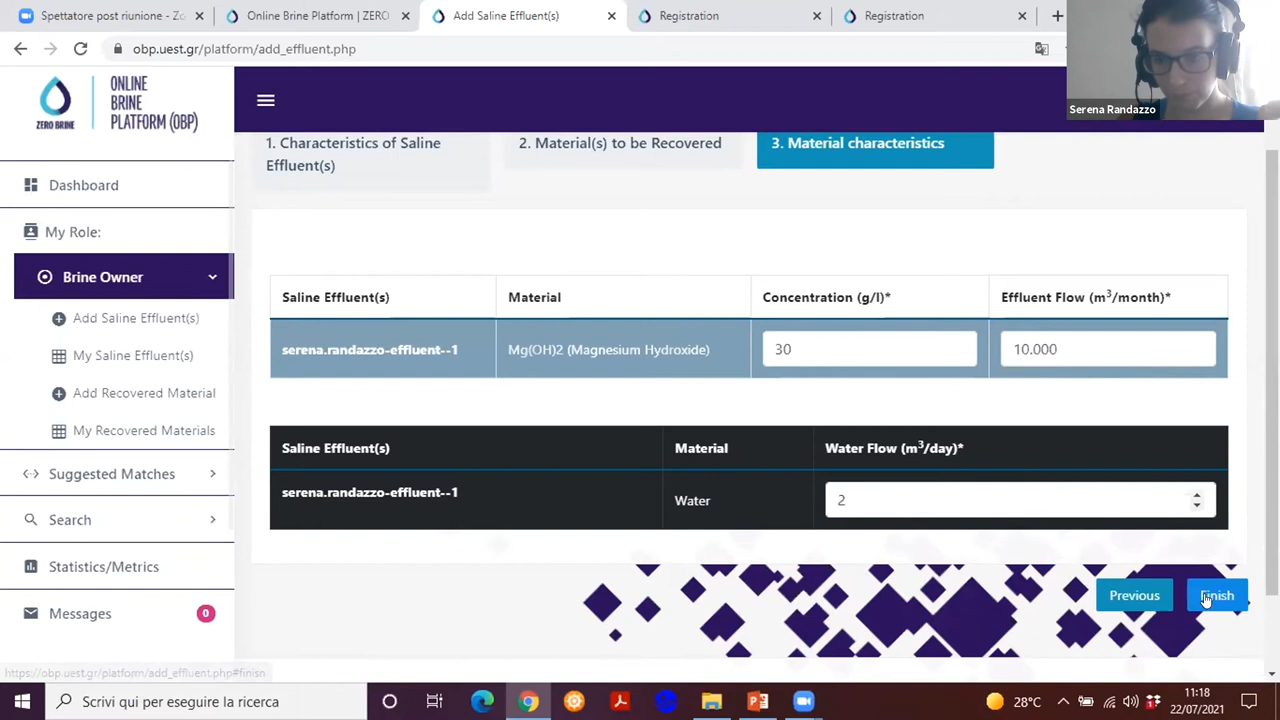 Spettatore post riunione - Zo
Online Brine Platform | ZERO
Add Saline Effluent(s)
Registration
Registration
obp.uest.gr/platform/add_effluent.php
Serena Randazzo
ZERO BRINE
ONLINE
BRINE
PLATFORM (OBP)
1. Characteristics of Saline
Effluent(s)
2. Material(s) to be Recovered
3. Material characteristics
Dashboard
My Role:
Brine Owner
Add Saline Effluent(s)
My Saline Effluent(s)
Add Recovered Material
My Recovered Materials
Suggested Matches
Search
Statistics/Metrics
Messages
0
Saline Effluent(s) Material Concentration (g/l)* Effluent Flow (m³/month)*
serena.randazzo-effluent--1 Mg(OH)2 (Magnesium Hydroxide) 30 10.000
Saline Effluent(s) Material Water Flow (m³/day)*
serena.randazzo-effluent--1 Water 2
Previous Finish
https://obp.uest.gr/platform/add_effluent.php#finish
Scrivi qui per eseguire la ricerca
28°C
11:18
22/07/2021